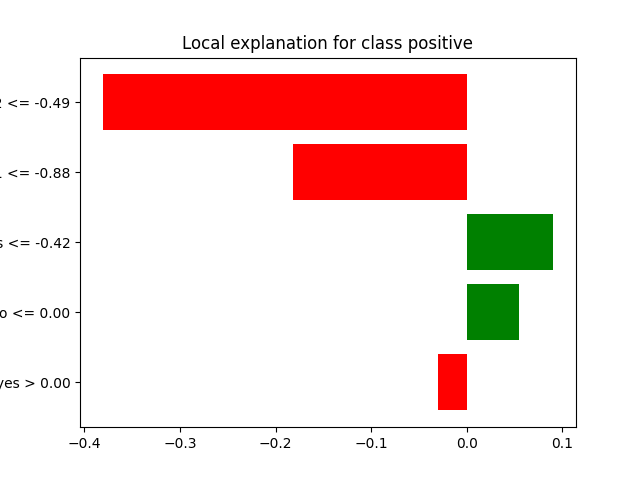 Local explanation for class positive
2 <= -0.49
<= -0.88
s <= -0.42
o <= 0.00
yes > 0.00
−0.4 −0.3 −0.2 −0.1 0.0 0.1